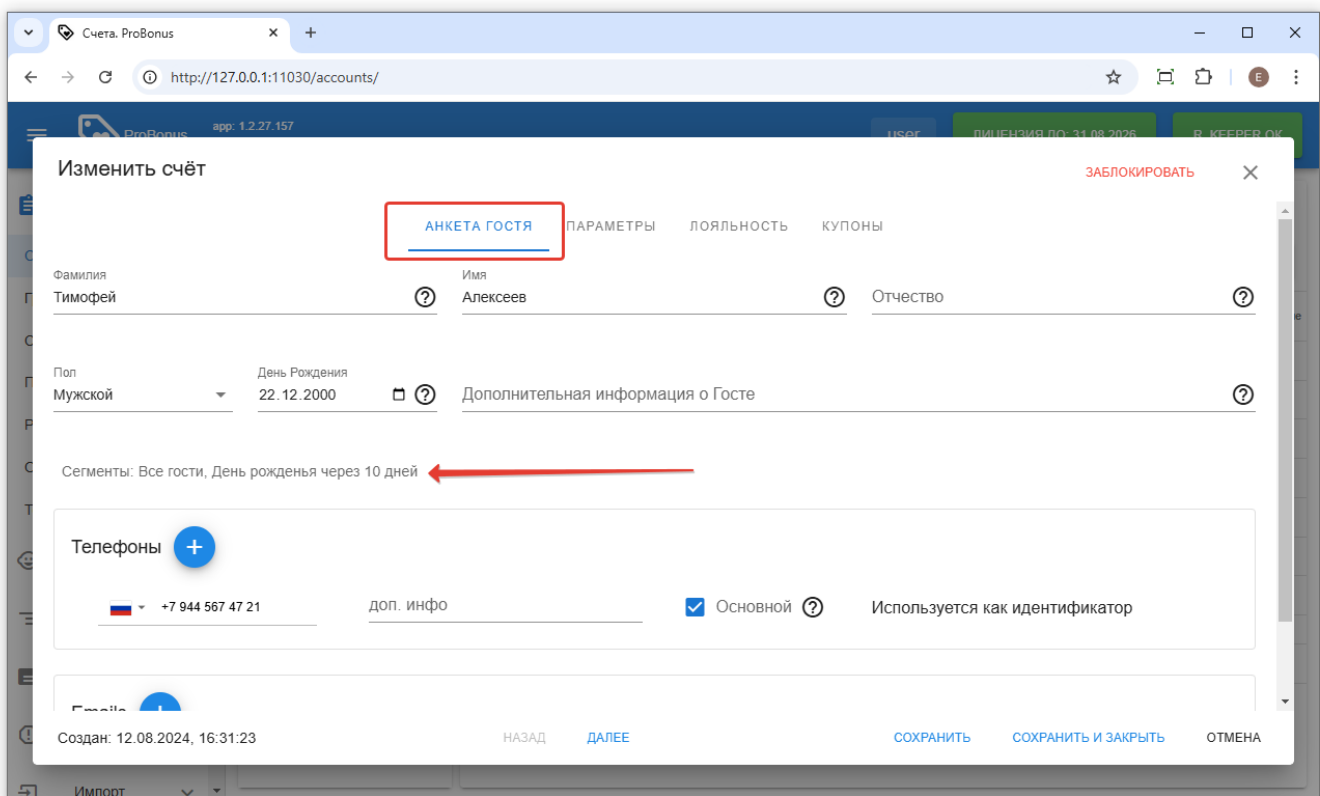 Счета. ProBonus
http://127.0.0.1:11030/accounts/
E
ProBonus app: 1.2.27.157 user ЛИЦЕНЗИЯ ДО: 31.08.2026 R_KEEPER OK
Изменить счёт ЗАБЛОКИРОВАТЬ
АНКЕТА ГОСТЯ ПАРАМЕТРЫ ЛОЯЛЬНОСТЬ КУПОНЫ
Фамилия Имя
Тимофей Алексеев Отчество
Пол День Рождения
Мужской 22.12.2000 Дополнительная информация о Госте
Сегменты: Все гости, День рожденья через 10 дней
Телефоны
+7 944 567 47 21 доп. инфо Основной Используется как идентификатор
Emails
Создан: 12.08.2024, 16:31:23 НАЗАД ДАЛЕЕ СОХРАНИТЬ СОХРАНИТЬ И ЗАКРЫТЬ ОТМЕНА
Импорт